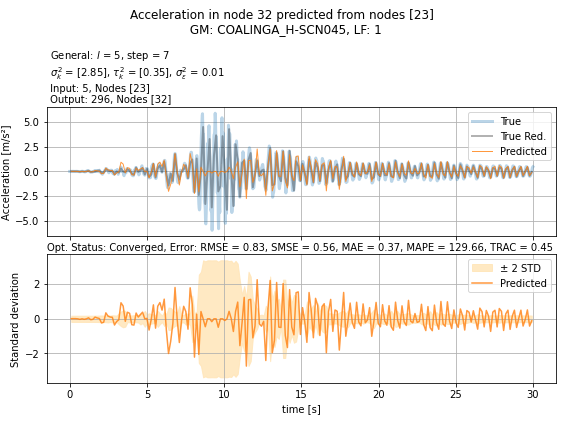 Acceleration in node 32 predicted from nodes [23]
GM: COALINGA_H-SCN045, LF: 1
General: l = 5, step = 7
σ²ₖ = [2.85], τ²ₖ = [0.35], σ²ε = 0.01
Input: 5, Nodes [23]
Output: 296, Nodes [32]
Acceleration [m/s²]
5.0
2.5
0.0
−2.5
−5.0
True
True Red.
Predicted
Opt. Status: Converged, Error: RMSE = 0.83, SMSE = 0.56, MAE = 0.37, MAPE = 129.66, TRAC = 0.45
Standard deviation
2
0
−2
± 2 STD
Predicted
0
5
10
15
20
25
30
time [s]